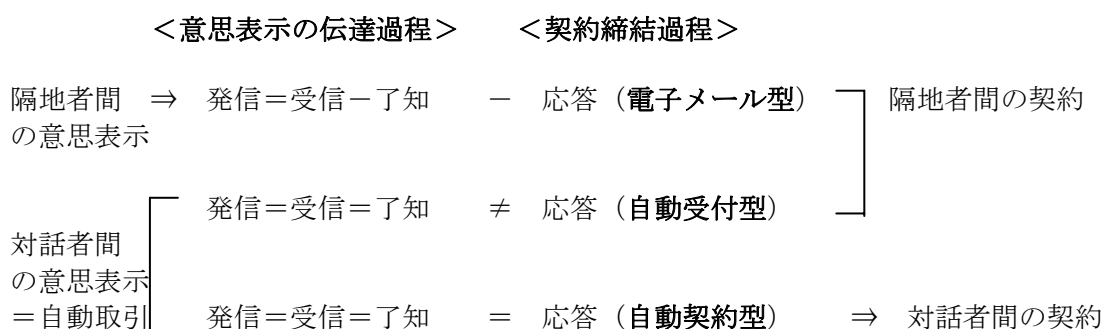 ＜意思表示の伝達過程＞　＜契約締結過程＞
隔地者間　⇒　発信＝受信－了知　－　応答（電子メール型）　隔地者間の契約
の意思表示
発信＝受信＝了知　≠　応答（自動受付型）
対話者間
の意思表示
＝自動取引　発信＝受信＝了知　＝　応答（自動契約型）　⇒　対話者間の契約